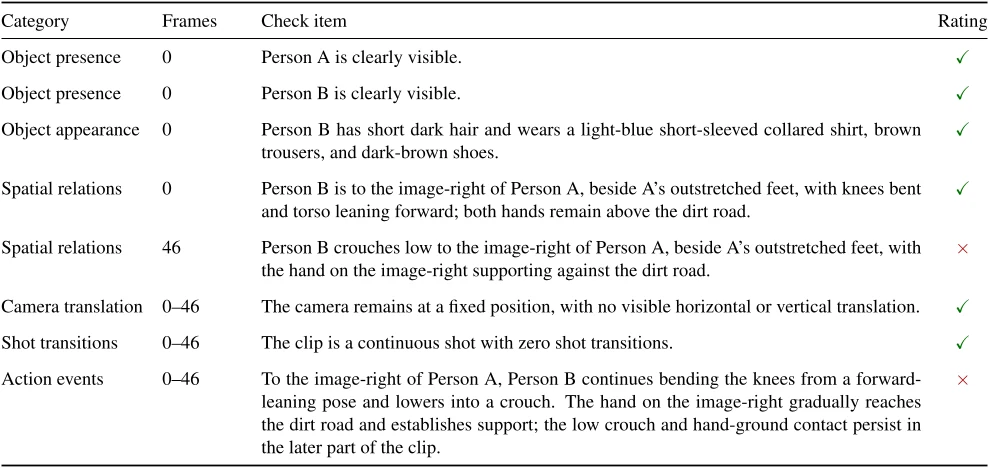 Category Frames Check item Rating
Object presence 0 Person A is clearly visible. ✓
Object presence 0 Person B is clearly visible. ✓
Object appearance 0 Person B has short dark hair and wears a light-blue short-sleeved collared shirt, brown ✓
trousers, and dark-brown shoes.
Spatial relations 0 Person B is to the image-right of Person A, beside A’s outstretched feet, with knees bent ✓
and torso leaning forward; both hands remain above the dirt road.
Spatial relations 46 Person B crouches low to the image-right of Person A, beside A’s outstretched feet, with ×
the hand on the image-right supporting against the dirt road.
Camera translation 0–46 The camera remains at a fixed position, with no visible horizontal or vertical translation. ✓
Shot transitions 0–46 The clip is a continuous shot with zero shot transitions. ✓
Action events 0–46 To the image-right of Person A, Person B continues bending the knees from a forward- ×
leaning pose and lowers into a crouch. The hand on the image-right gradually reaches
the dirt road and establishes support; the low crouch and hand-ground contact persist in
the later part of the clip.